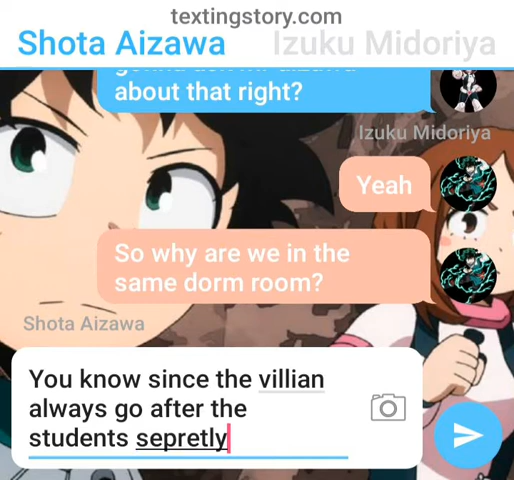 textingstory.com
Shota Aizawa Izuku Midoriya
about that right?
Izuku Midoriya
Yeah
So why are we in the
same dorm room?
Shota Aizawa
You know since the villian
always go after the
students sepretly